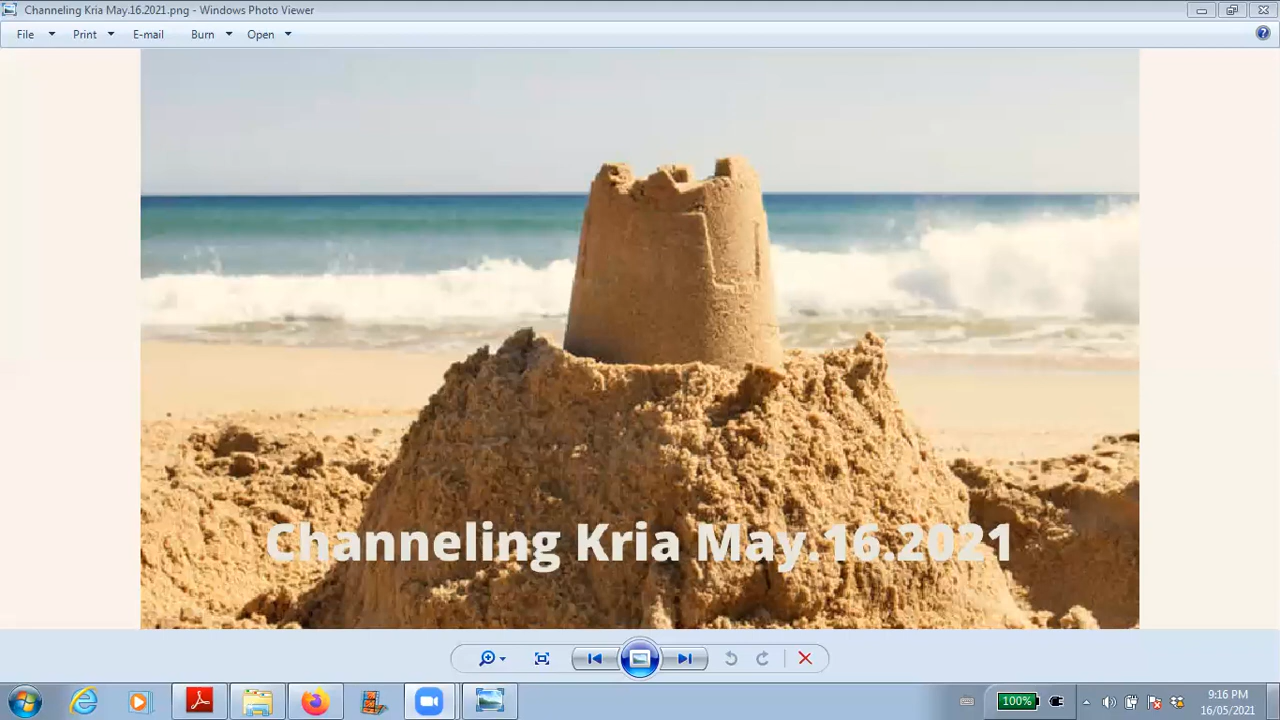 Channeling Kria May.16.2021.png - Windows Photo Viewer
File Print E-mail Burn Open
Channeling Kria May.16.2021
100%
9:16 PM
16/05/2021